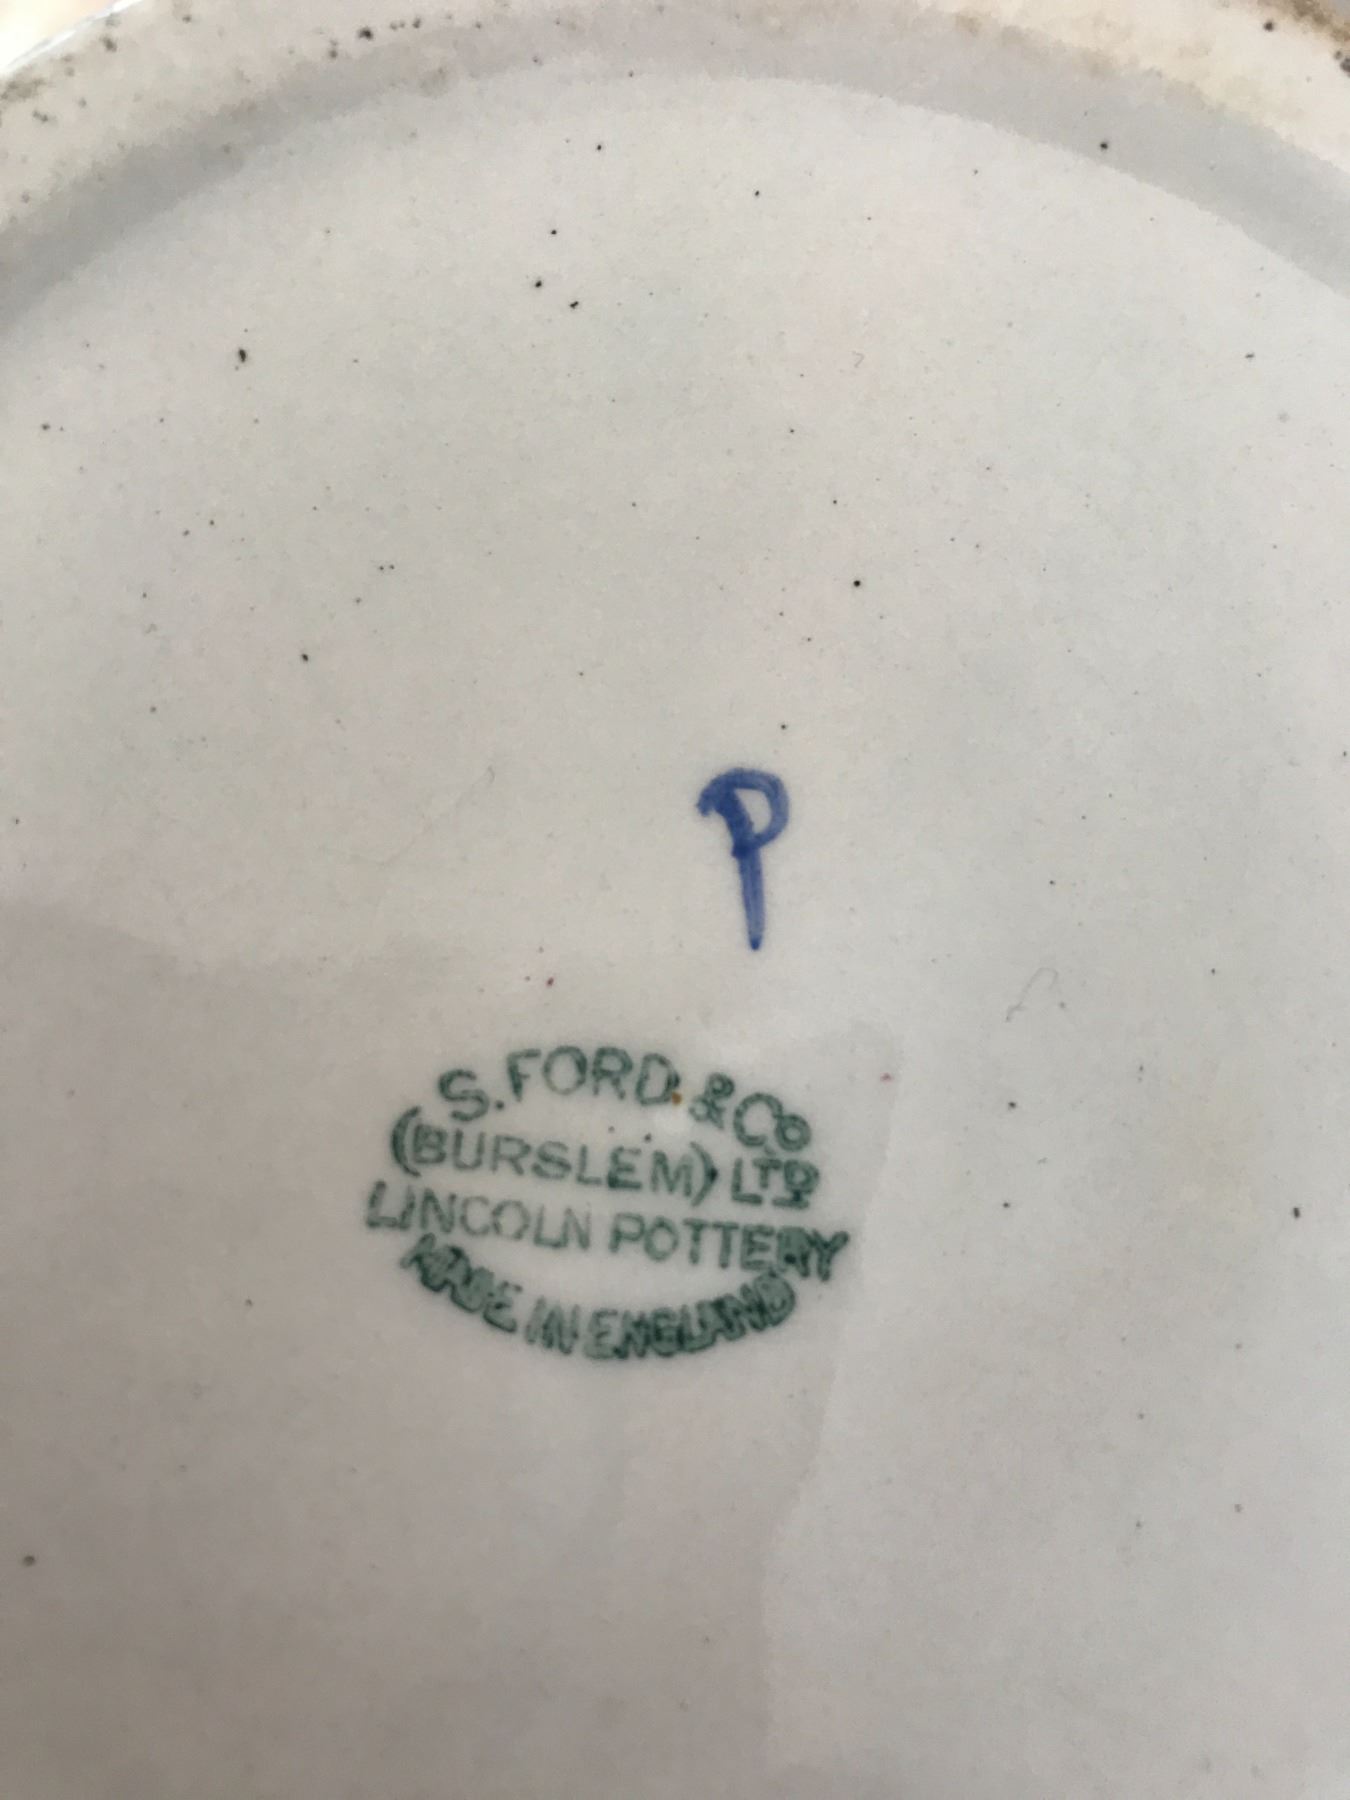 P
S. FORD. & Co
(BURSLEM) LTD
LINCOLN POTTERY
MADE IN ENGLAND